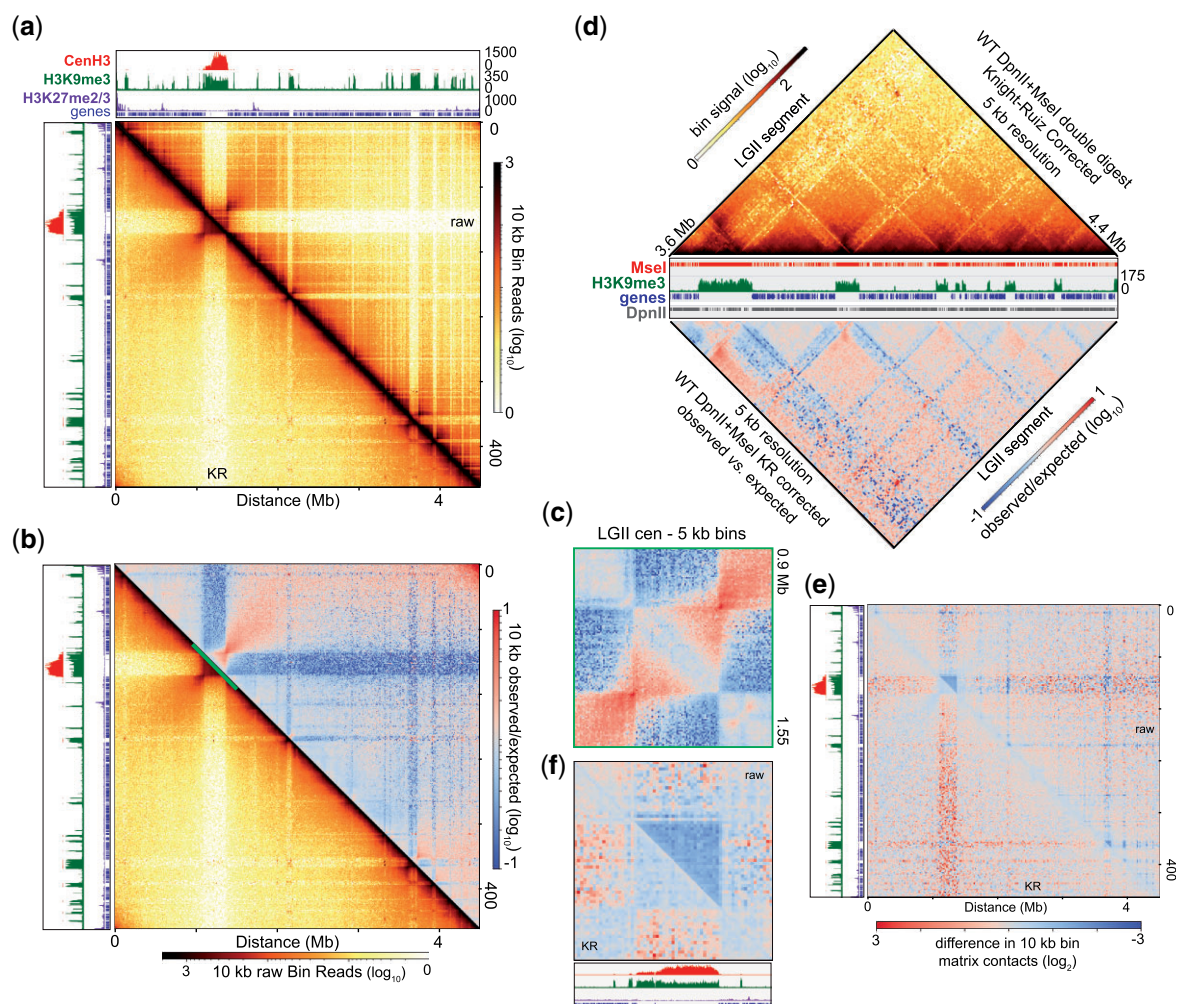 (a)
CenH3
H3K9me3
H3K27me2/3
genes
1500
0
350
0
1000
0
0
400
raw
KR
3
10 kb Bin Reads (log10)
0
0
4
Distance (Mb)
(b)
0
400
1
10 kb observed/expected (log10)
-1
0
4
Distance (Mb)
3
10 kb raw Bin Reads (log10)
0
(c)
LGII cen - 5 kb bins
0.9 Mb
1.55
(d)
bin signal (log10)
0
2
LGII segment
WT DpnII+MseI double digest
Knight-Ruiz Corrected
5 kb resolution
3.6 Mb
4.4 Mb
MseI
H3K9me3
genes
DpnII
175
0
5 kb resolution
WT DpnII+MseI KR corrected
observed vs. expected
LGII segment
observed/expected (log10)
-1
1
(e)
0
400
raw
KR
0
4
Distance (Mb)
3
-3
difference in 10 kb bin
matrix contacts (log2)
(f)
raw
KR